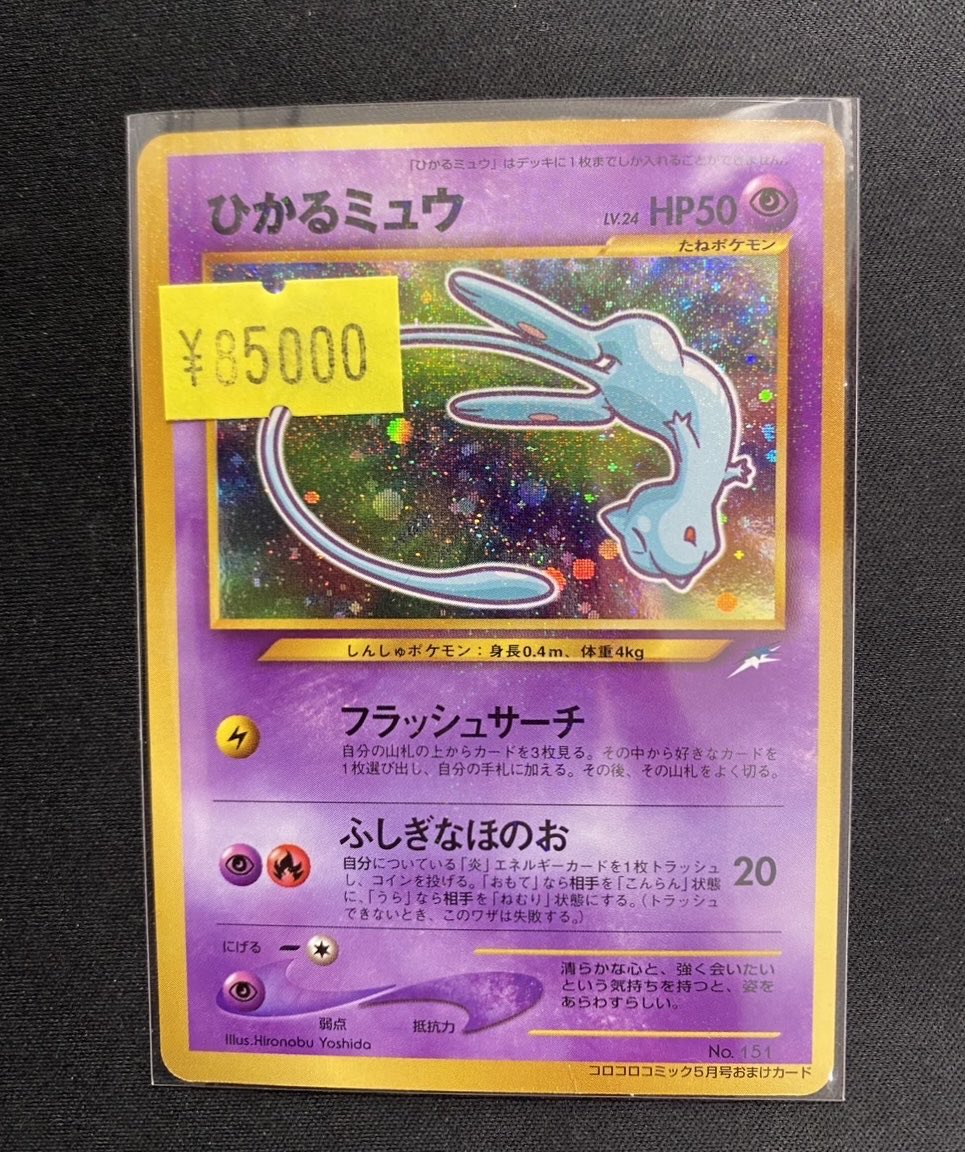 「ひかるミュウ」はデッキに1枚までしか入れることができません。
ひかるミュウ
LV.24 HP50
たねポケモン
¥85000
しんしゅポケモン：身長0.4m、体重4kg
フラッシュサーチ
自分の山札の上からカードを3枚見る。その中から好きなカードを
1枚選び出し、自分の手札に加える。その後、その山札をよく切る。
ふしぎなほのお
自分についている「炎」エネルギーカードを1枚トラッシュ
し、コインを投げる。「おもて」なら相手を「こんらん」状態
に、「うら」なら相手を「ねむり」状態にする。（トラッシュ
できないとき、このワザは失敗する。）
20
にげる
弱点
抵抗力
清らかな心と、強く会いたい
という気持ちを持つと、姿を
あらわすらしい。
Illus.Hironobu Yoshida
No. 151
コロコロコミック5月号おまけカード